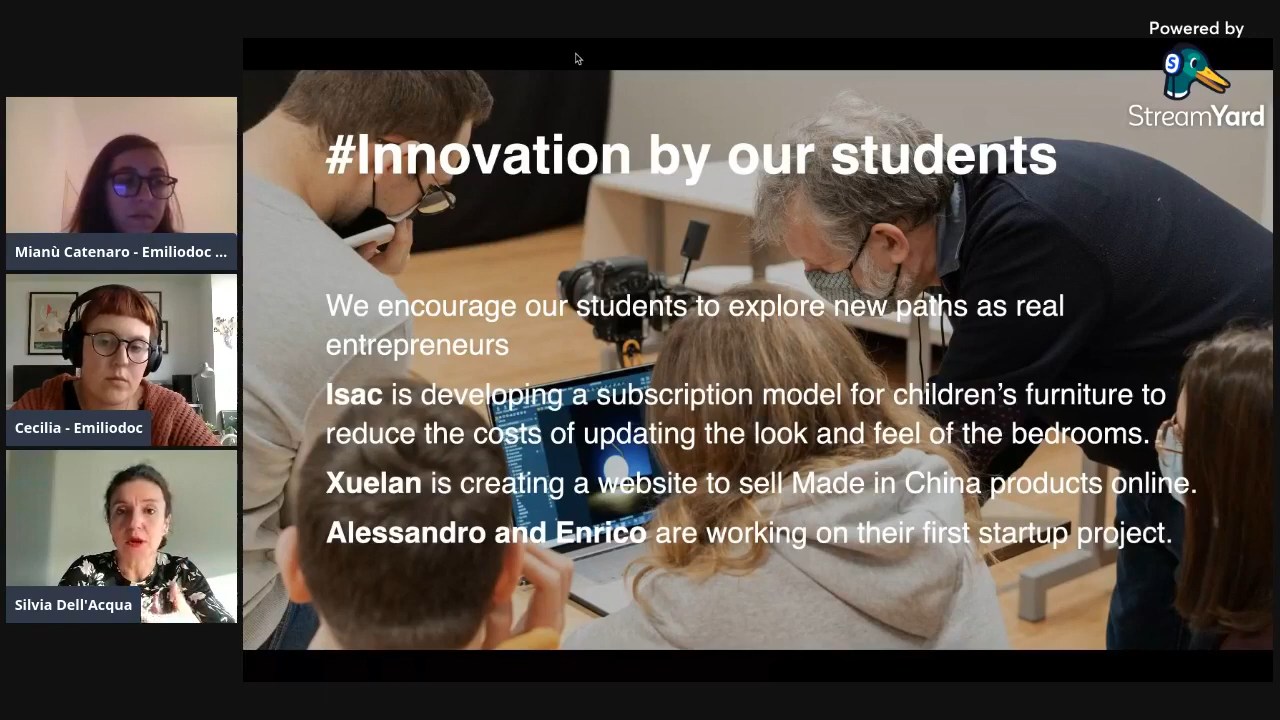 Powered by
StreamYard
Mianù Catenaro - Emiliodoc ...
Cecilia - Emiliodoc
Silvia Dell'Acqua
#Innovation by our students
We encourage our students to explore new paths as real
entrepreneurs
Isac is developing a subscription model for children’s furniture to
reduce the costs of updating the look and feel of the bedrooms.
Xuelan is creating a website to sell Made in China products online.
Alessandro and Enrico are working on their first startup project.